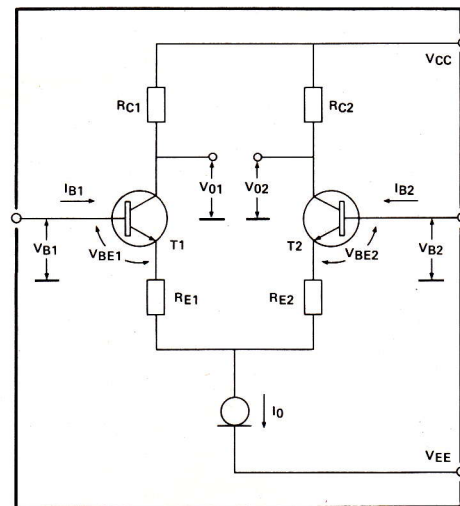 VCC
RC1
RC2
V01
V02
IB1
IB2
VB1
VBE1
T1
T2
VBE2
VB2
RE1
RE2
I0
VEE